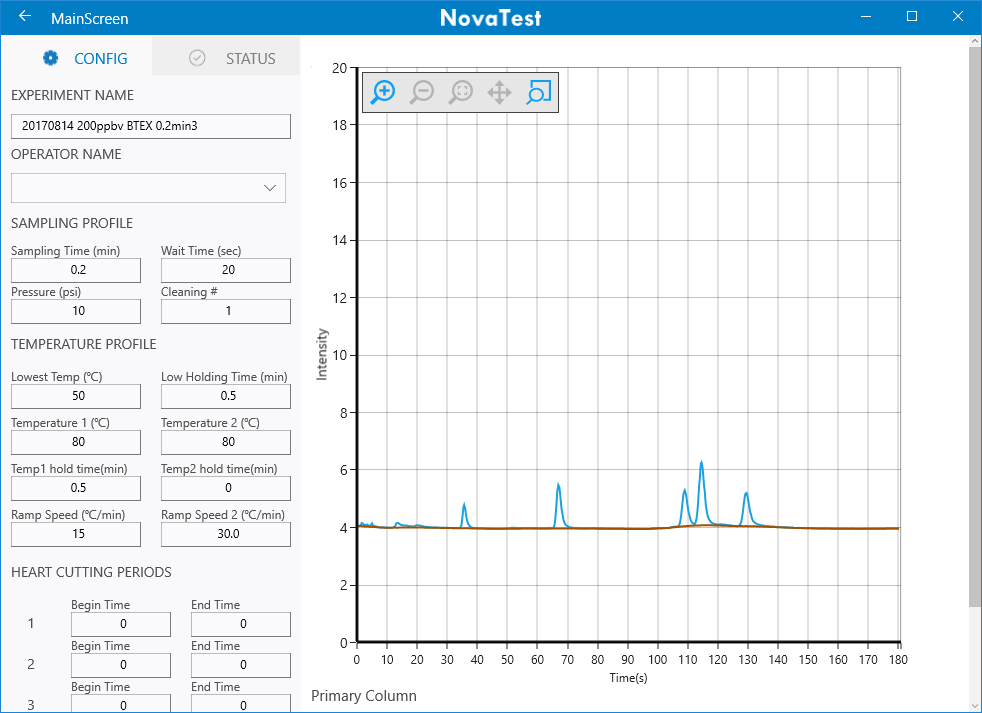 MainScreen
NovaTest
CONFIG
STATUS
EXPERIMENT NAME
20170814 200ppbv BTEX 0.2min3
OPERATOR NAME
SAMPLING PROFILE
Sampling Time (min) Wait Time (sec)
0.2 20
Pressure (psi) Cleaning #
10 1
TEMPERATURE PROFILE
Lowest Temp (℃) Low Holding Time (min)
50 0.5
Temperature 1 (℃) Temperature 2 (℃)
80 80
Temp1 hold time(min) Temp2 hold time(min)
0.5 0
Ramp Speed (℃/min) Ramp Speed 2 (℃/min)
15 30.0
HEART CUTTING PERIODS
Begin Time End Time
1 0 0
Begin Time End Time
2 0 0
Begin Time End Time
3 0 0
20
18
16
14
12
10
8
6
4
2
0
Intensity
0 10 20 30 40 50 60 70 80 90 100 110 120 130 140 150 160 170 180
Time(s)
Primary Column